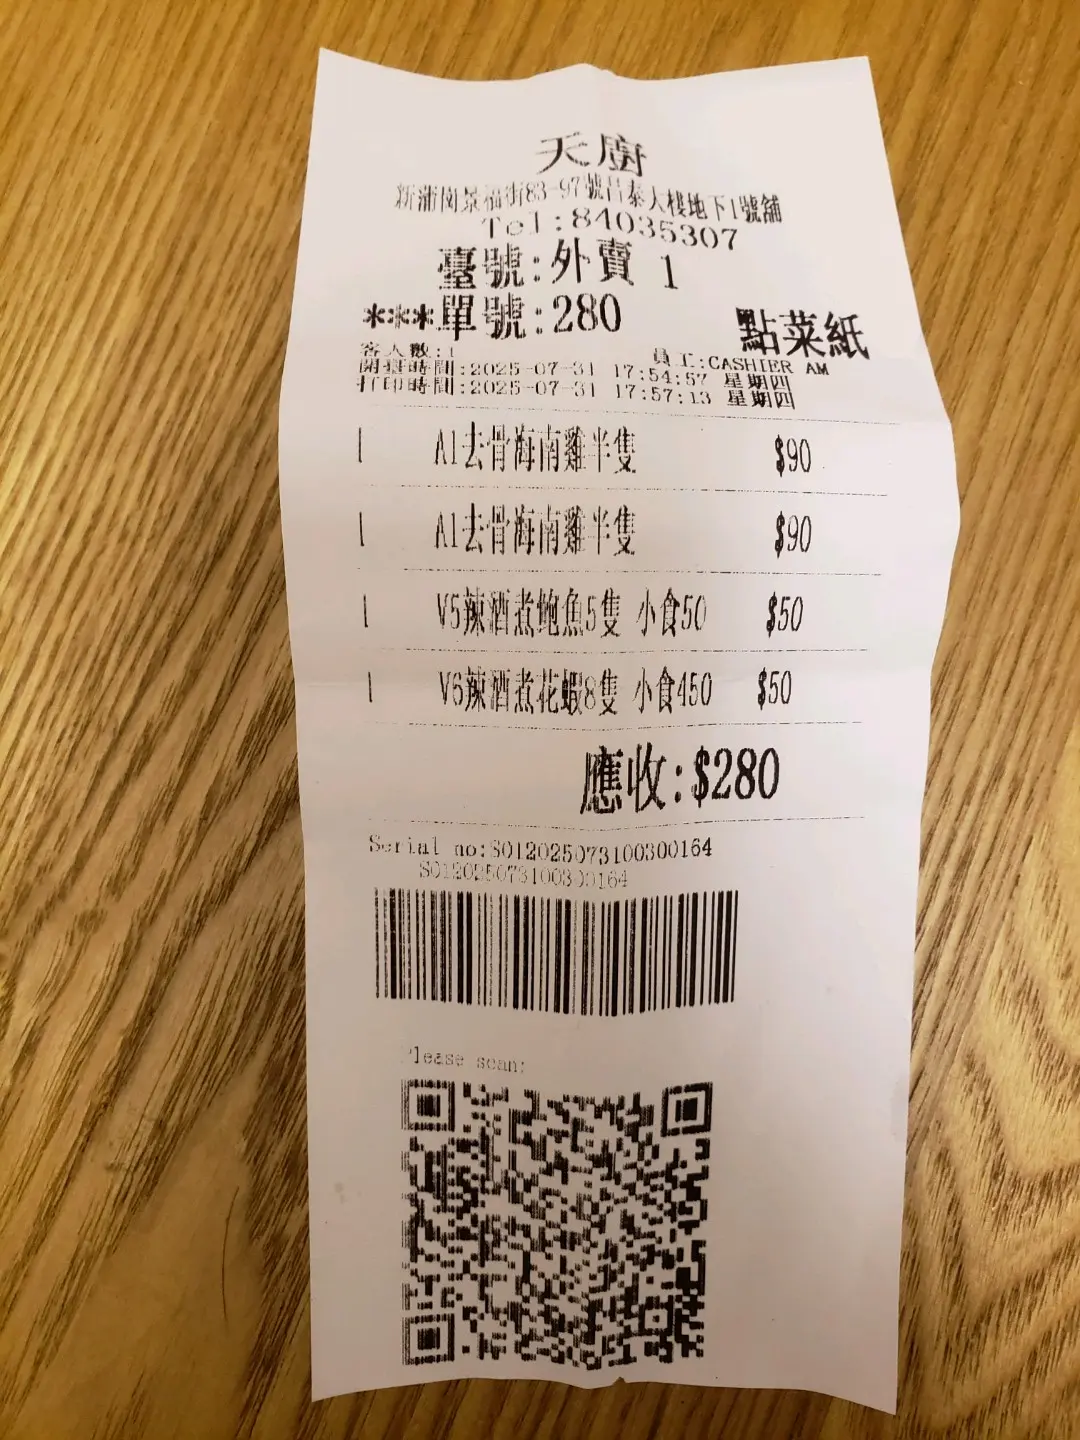 天廚
新蒲崗景福街83-97號昌泰大樓地下1號舖
Tel:84035307
臺號:外賣 1
***單號:280 點菜紙
客人數:1 員工:CASHIER AM
開檯時間:2025-07-31 17:54:57 星期四
打印時間:2025-07-31 17:57:13 星期四
1 A1去骨海南雞半隻 $90
1 A1去骨海南雞半隻 $90
1 V5辣酒煮鮑魚5隻 小食50 $50
1 V6辣酒煮花蝦8隻 小食450 $50
應收:$280
Serial no:S012025073100300164
S012025073100300164
Please scan: